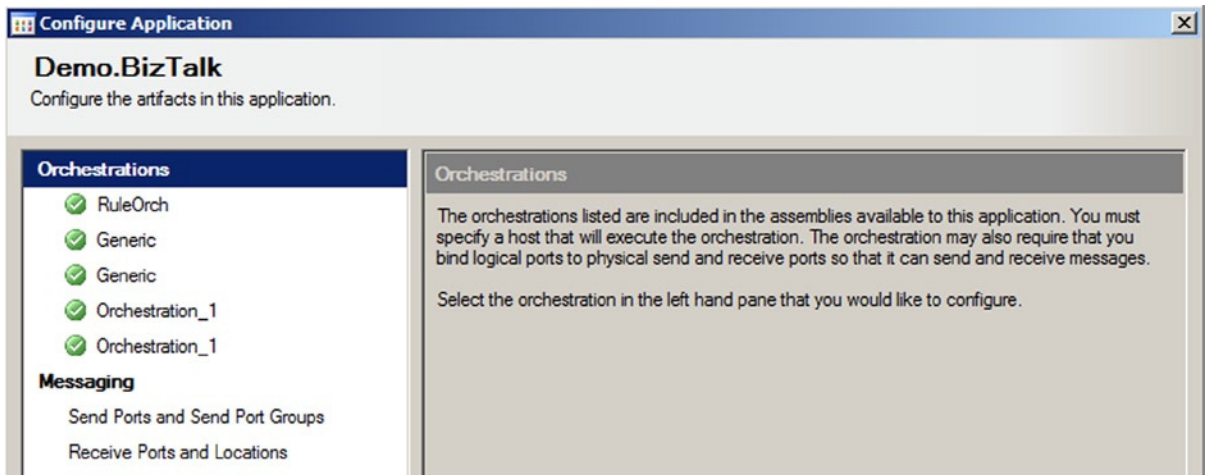 Configure Application
Demo.BizTalk
Configure the artifacts in this application.
Orchestrations
RuleOrch
Generic
Generic
Orchestration_1
Orchestration_1
Messaging
Send Ports and Send Port Groups
Receive Ports and Locations
Orchestrations
The orchestrations listed are included in the assemblies available to this application. You must
specify a host that will execute the orchestration. The orchestration may also require that you
bind logical ports to physical send and receive ports so that it can send and receive messages.
Select the orchestration in the left hand pane that you would like to configure.